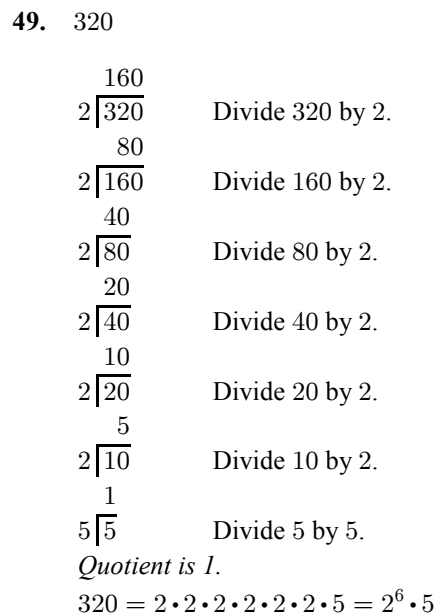 49. 320
160
2 320 Divide 320 by 2.
80
2 160 Divide 160 by 2.
40
2 80 Divide 80 by 2.
20
2 40 Divide 40 by 2.
10
2 20 Divide 20 by 2.
5
2 10 Divide 10 by 2.
1
5 5 Divide 5 by 5.
Quotient is 1.
320 = 2 • 2 • 2 • 2 • 2 • 2 • 5 = 2⁶ • 5